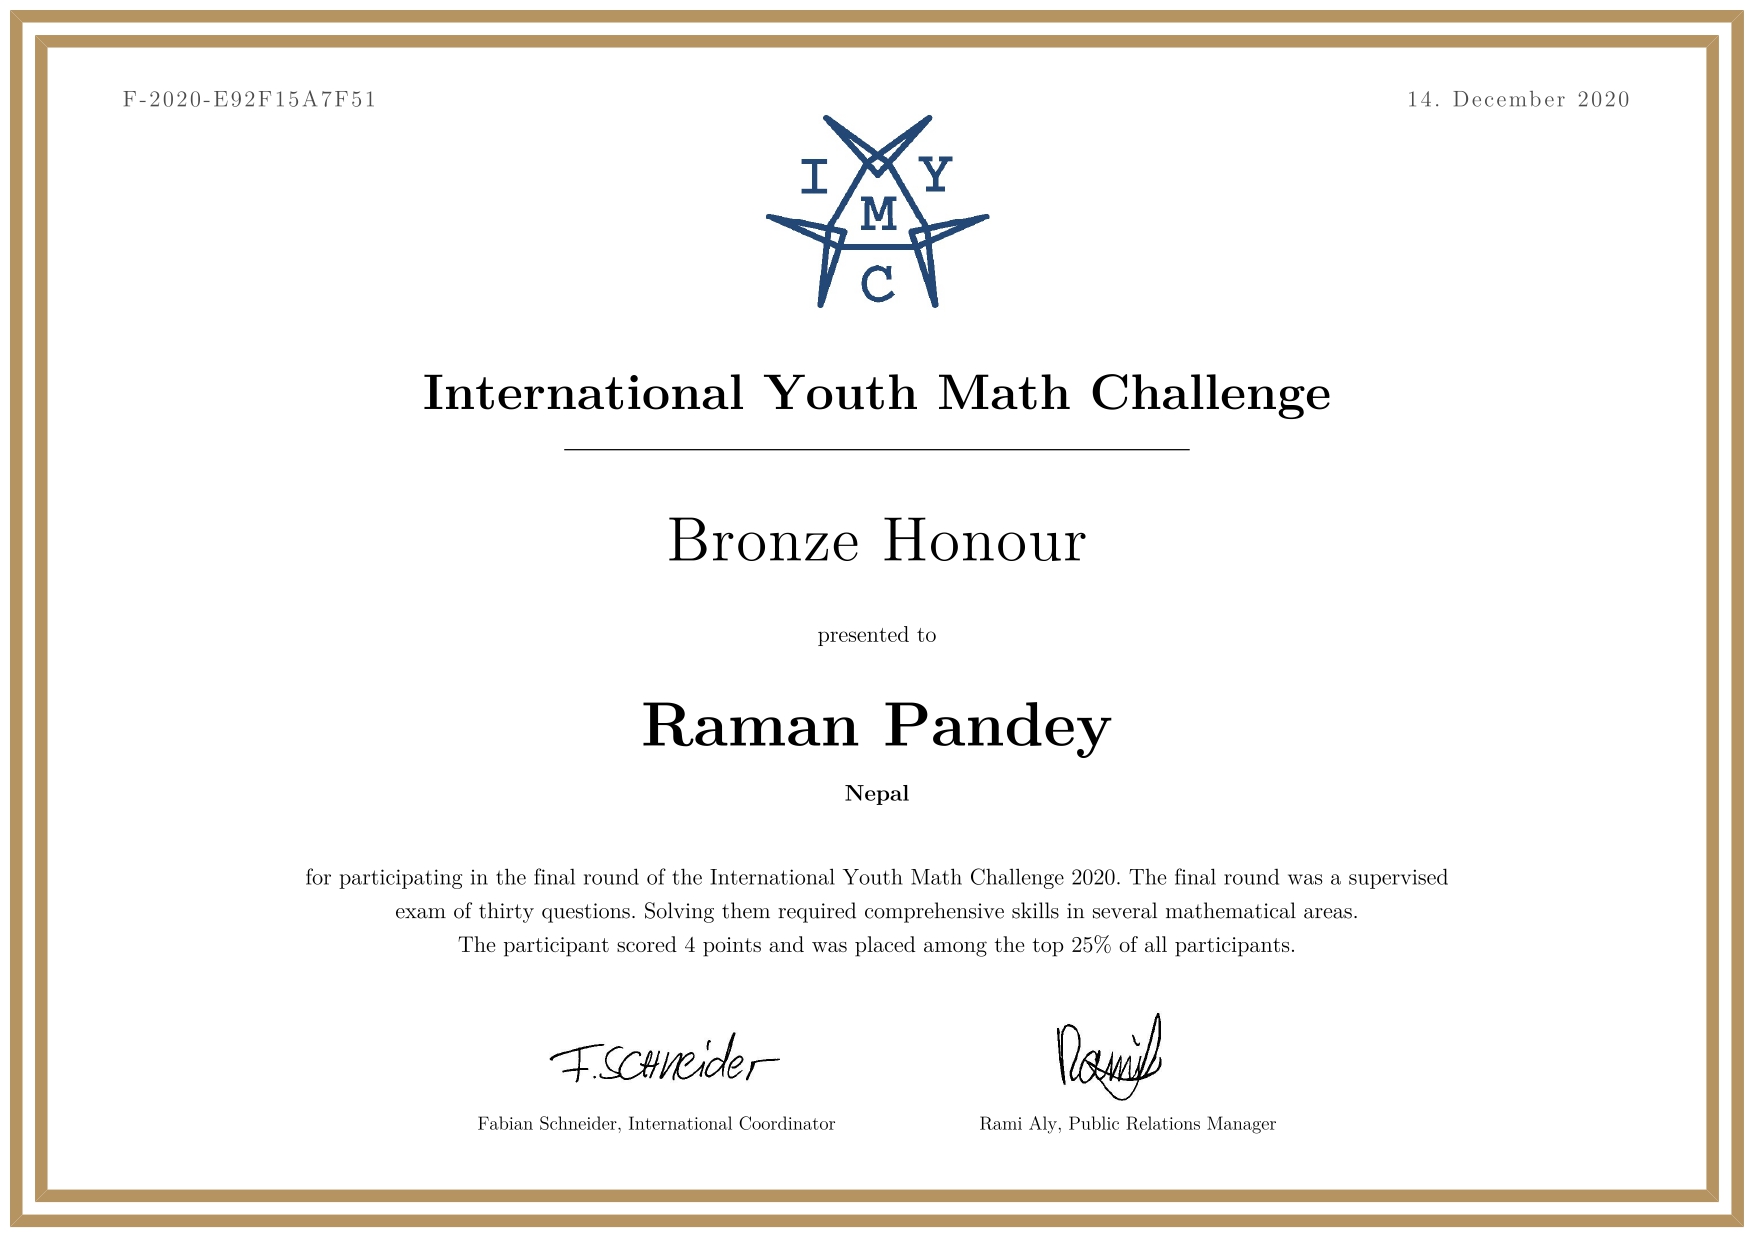 F-2020-E92F15A7F51
14. December 2020
I Y
M
C
International Youth Math Challenge
Bronze Honour
presented to
Raman Pandey
Nepal
for participating in the final round of the International Youth Math Challenge 2020. The final round was a supervised
exam of thirty questions. Solving them required comprehensive skills in several mathematical areas.
The participant scored 4 points and was placed among the top 25% of all participants.
F. Schneider
Rami
Fabian Schneider, International Coordinator
Rami Aly, Public Relations Manager